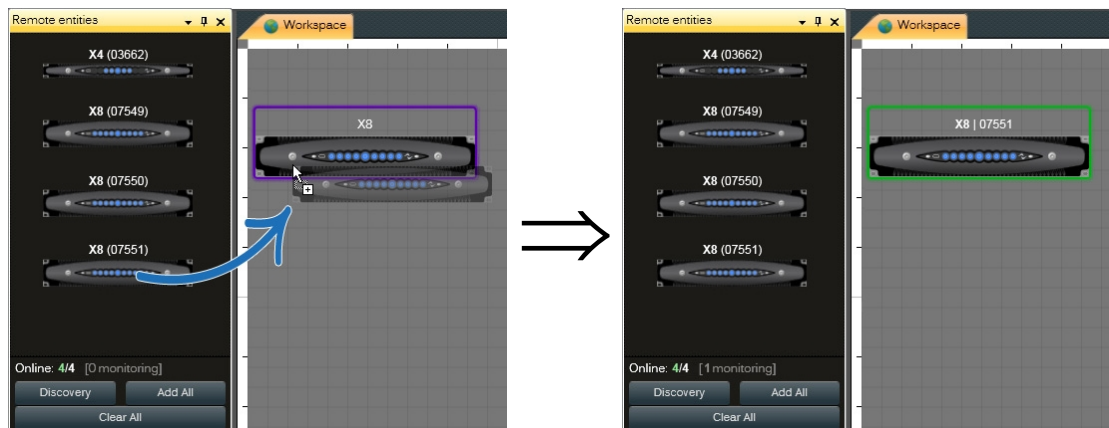 Remote entities
Workspace
X4 (03662)
X8 (07549)
X8 (07550)
X8 (07551)
X8
Online: 4/4 [0 monitoring]
Discovery Add All
Clear All
Remote entities
Workspace
X4 (03662)
X8 (07549)
X8 (07550)
X8 (07551)
X8 | 07551
Online: 4/4 [1 monitoring]
Discovery Add All
Clear All